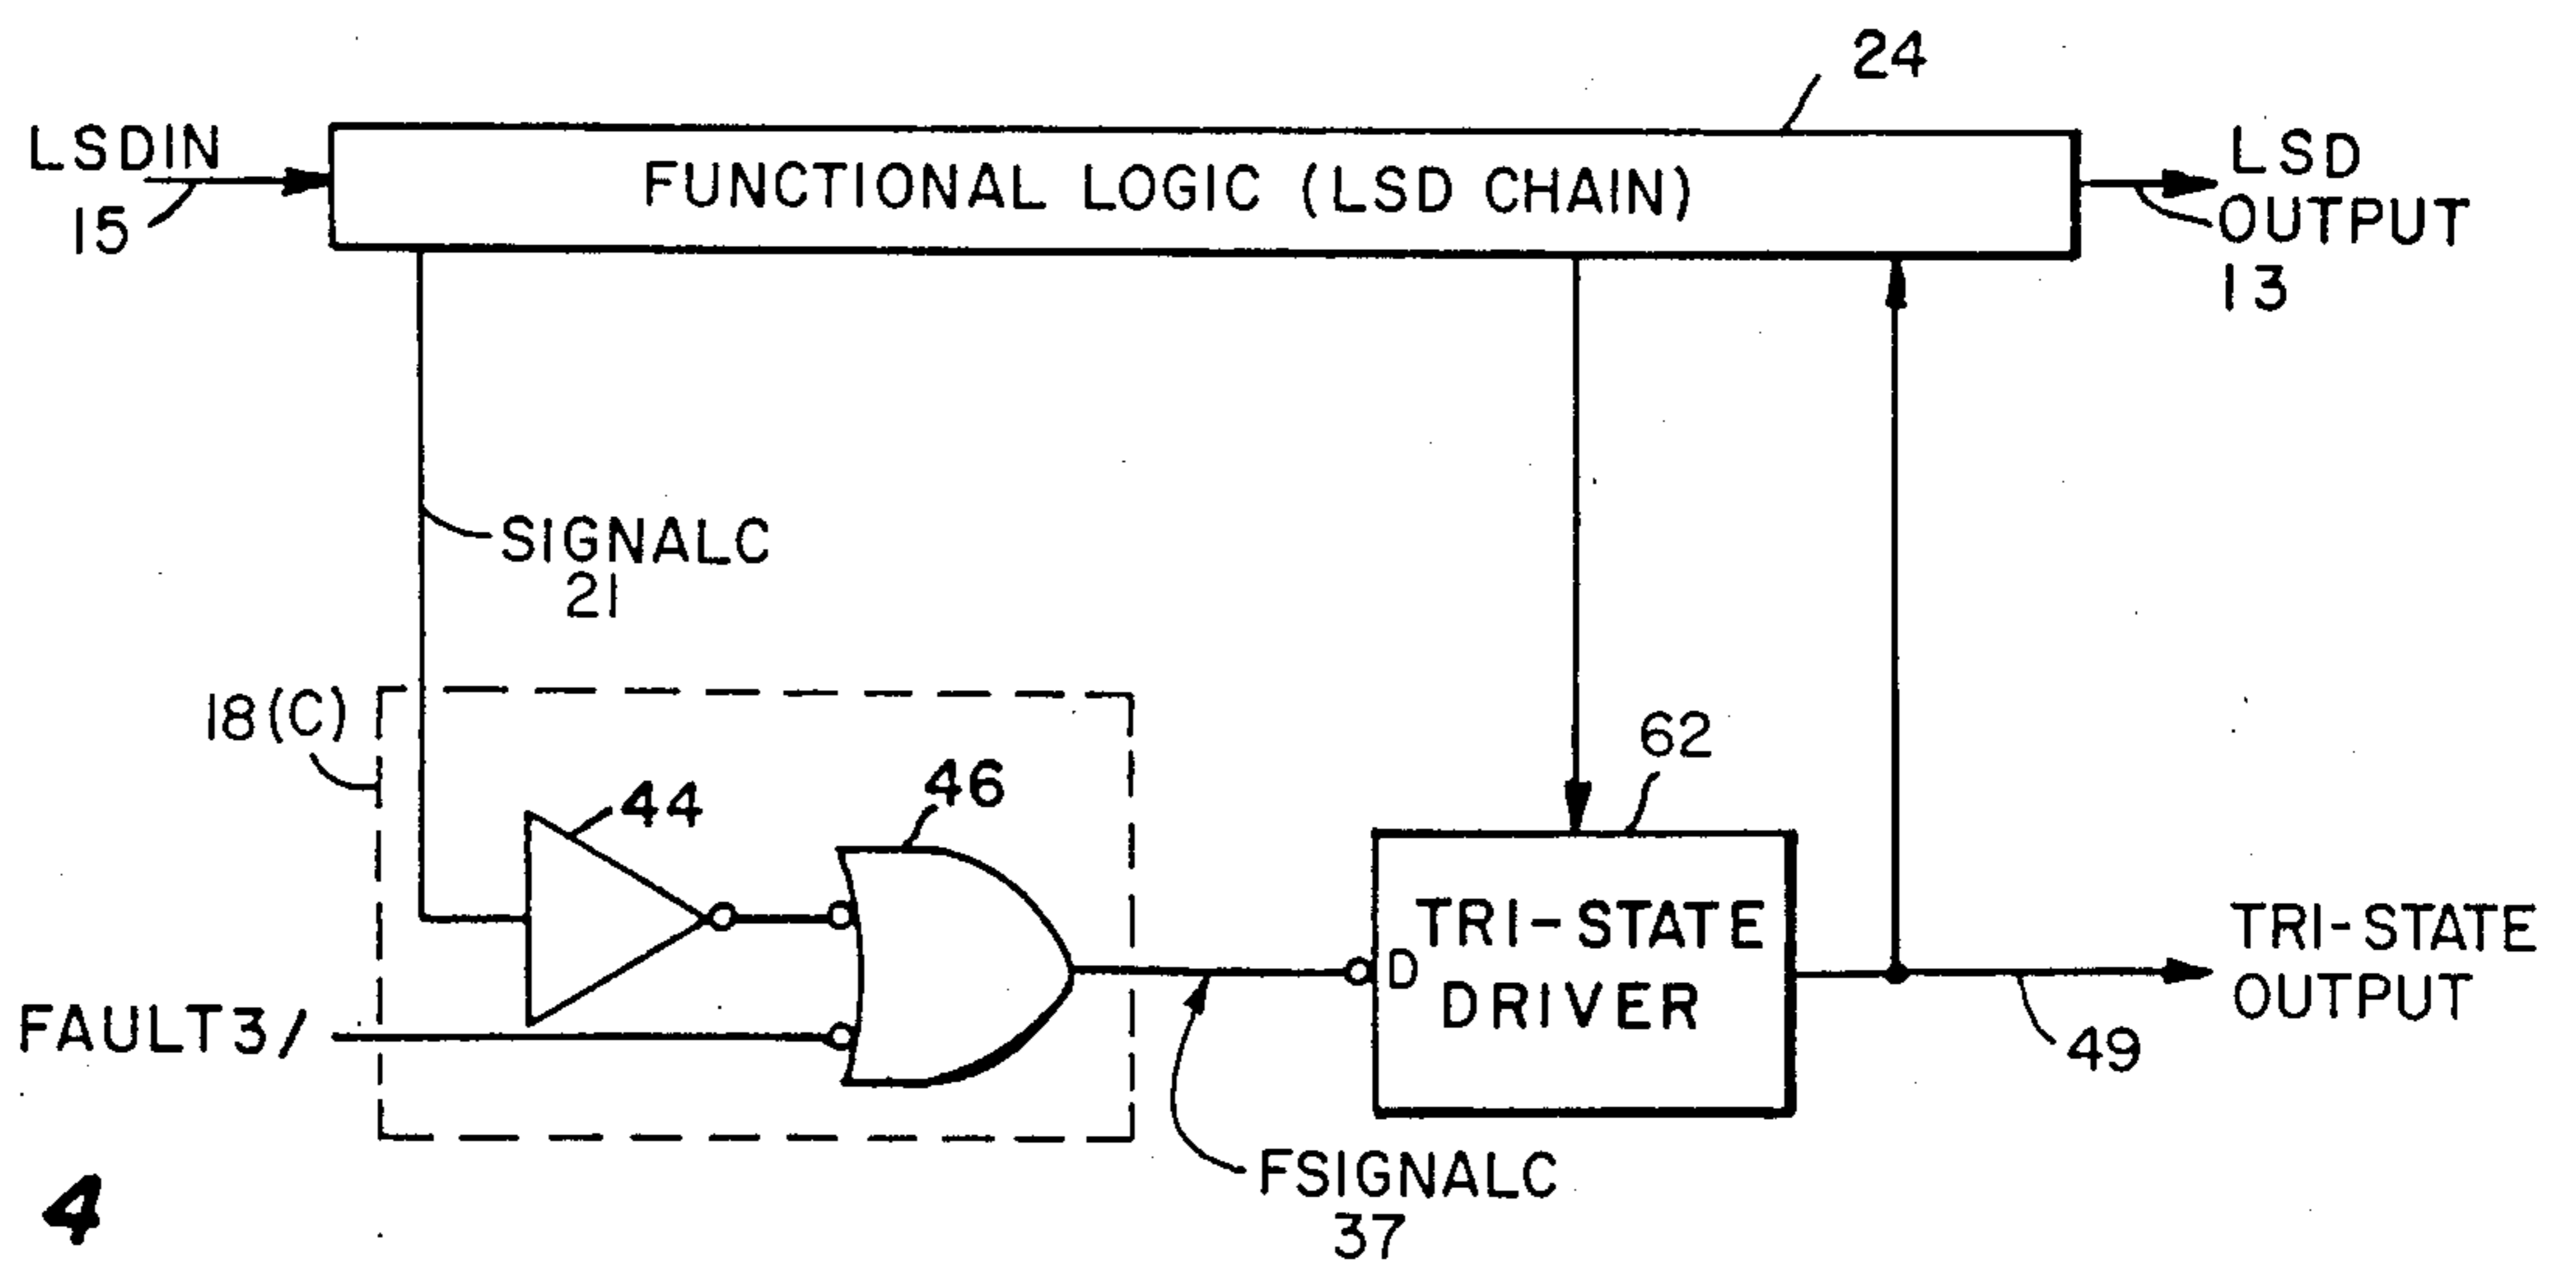 24
LSDIN
15
FUNCTIONAL LOGIC (LSD CHAIN)
LSD
OUTPUT
13
SIGNALC
21
18(C)
44
46
62
FAULT3/
D
TRI-STATE
DRIVER
TRI-STATE
OUTPUT
49
FSIGNALC
37
4